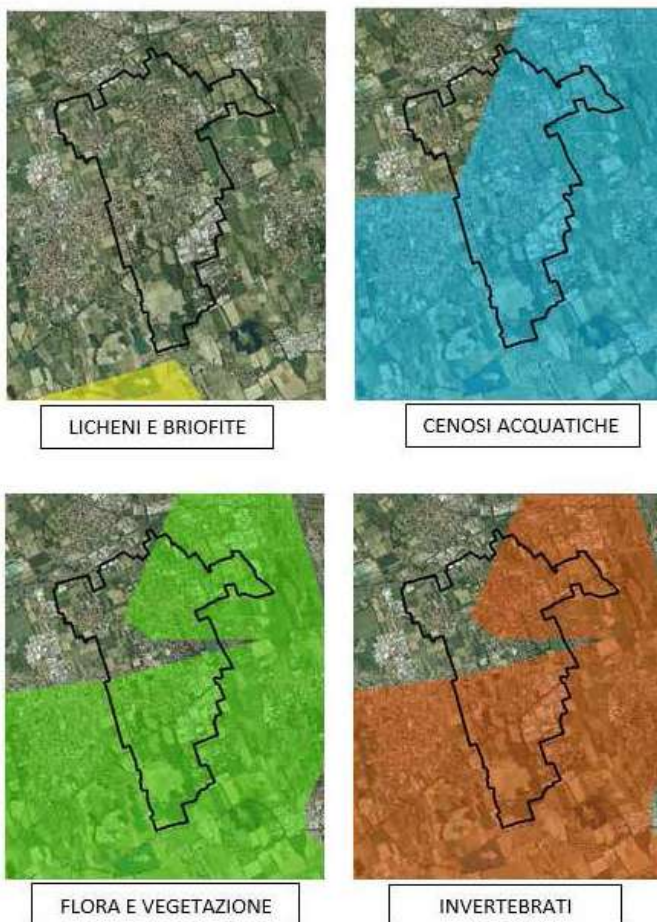 LICHENI E BRIOFITE
CENOSI ACQUATICHE
FLORA E VEGETAZIONE
INVERTEBRATI